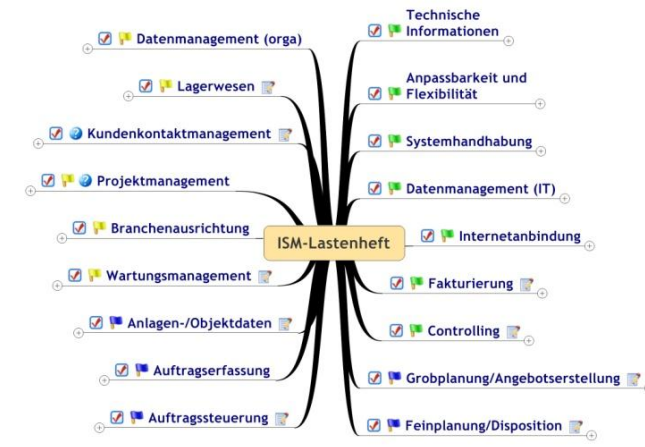 Datenmanagement (orga)
Lagerwesen
Kundenkontaktmanagement
Projektmanagement
Branchenausrichtung
Wartungsmanagement
Anlagen-/Objektdaten
Auftragserfassung
Auftragssteuerung
ISM-Lastenheft
Technische
Informationen
Anpassbarkeit und
Flexibilität
Systemhandhabung
Datenmanagement (IT)
Internetanbindung
Fakturierung
Controlling
Grobplanung/Angebotserstellung
Feinplanung/Disposition